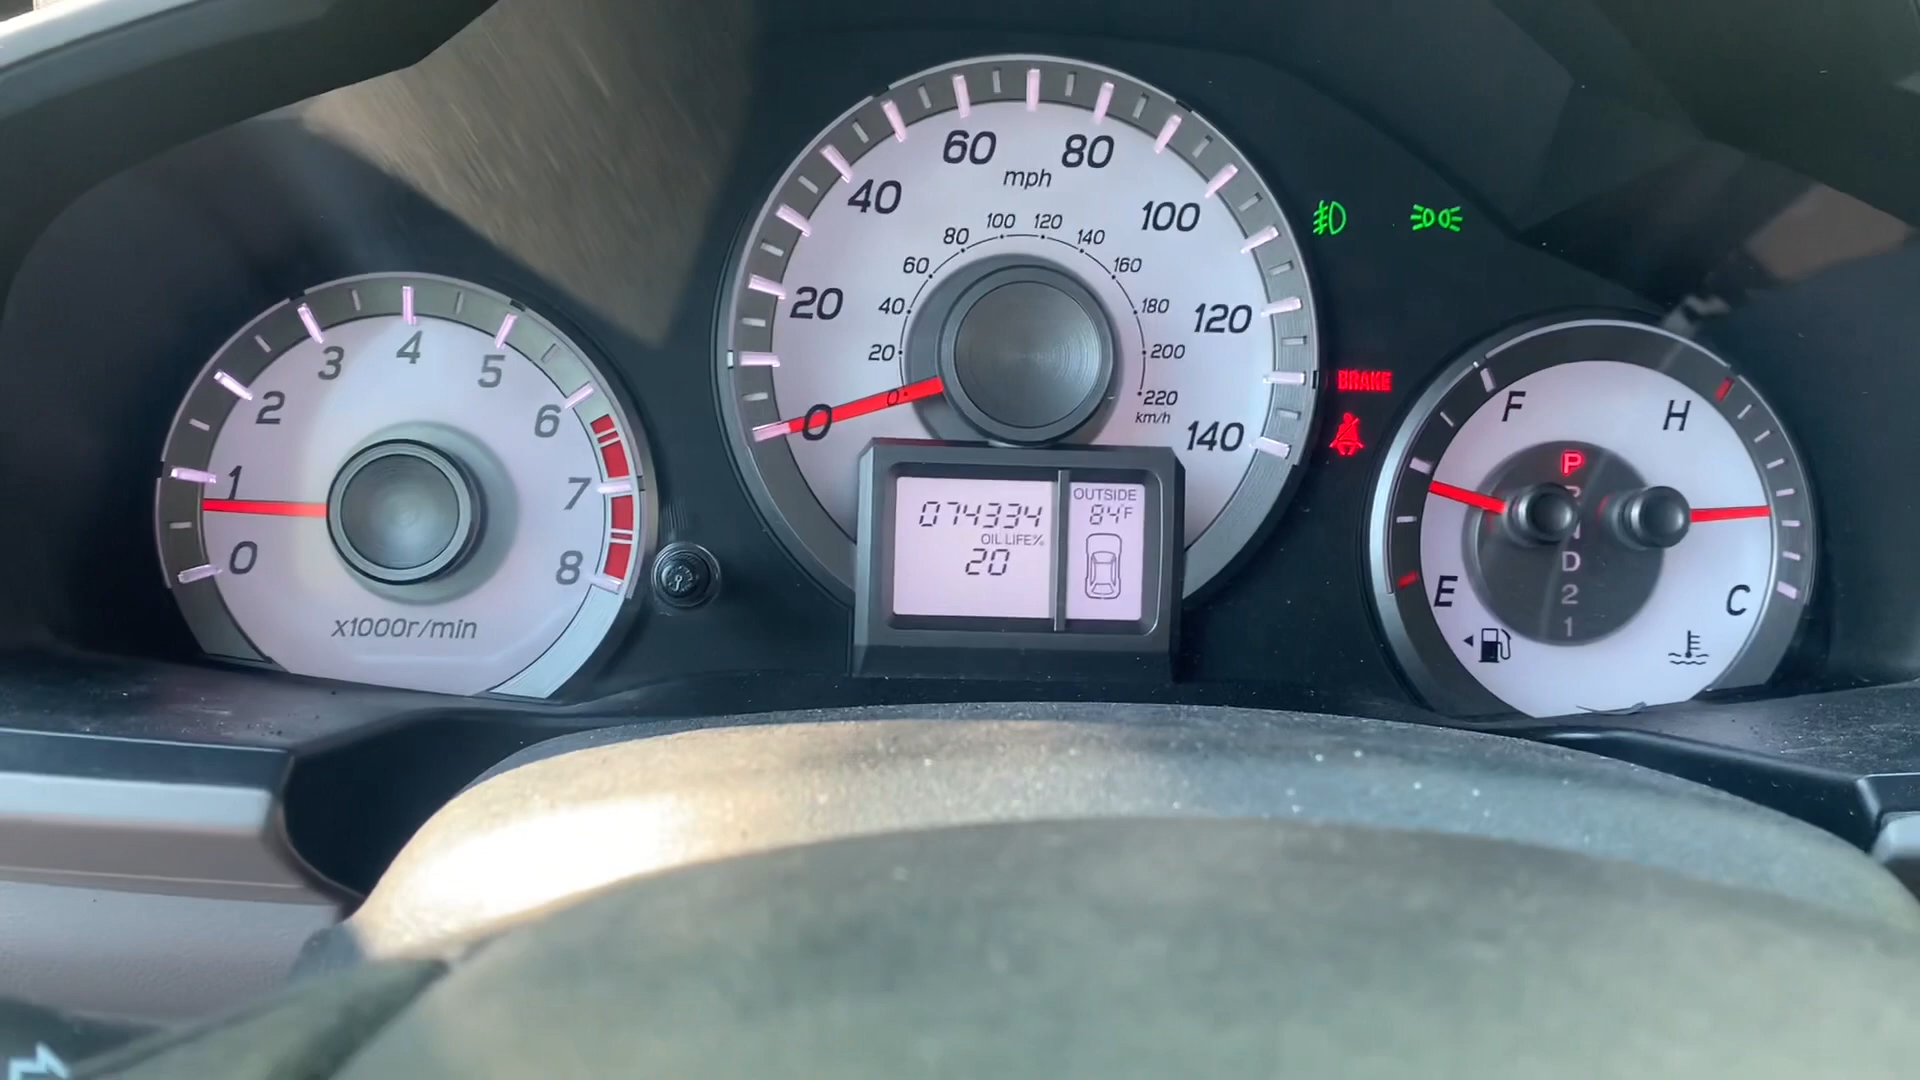 0 1 2 3 4 5 6 7 8
x1000r/min
0 20 40 60 80 100 120 140
mph
0 20 40 60 80 100 120 140 160 180 200 220
km/h
074334
OIL LIFE%
20
OUTSIDE
84°F
BRAKE
F
E
H
C
P
D
2
1